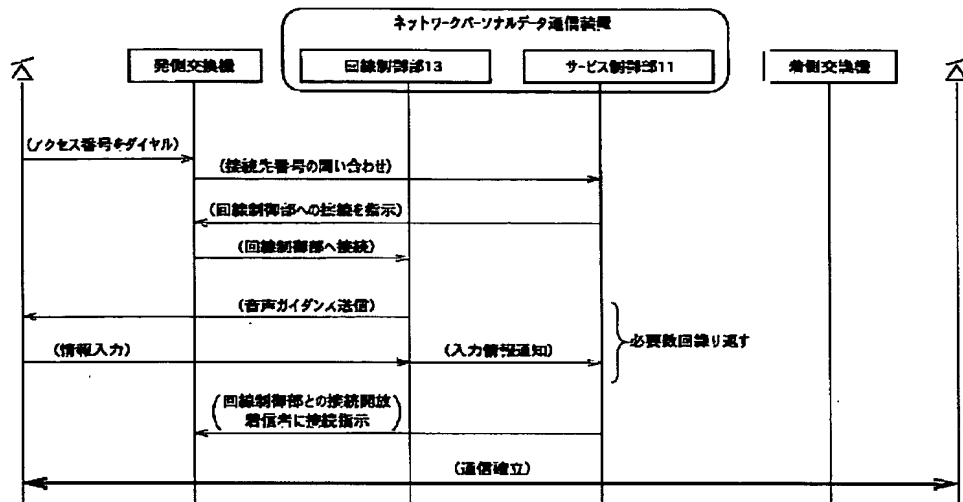 ネットワークパーソナルデータ通信装置
発側交換機
回線制御部13
サービス制御部11
着側交換機
(アクセス番号をダイヤル)
(接続先番号の問い合わせ)
(回線制御部への接続を指示)
(回線制御部へ接続)
(音声ガイダンス送信)
必要数回繰り返す
(情報入力)
(入力情報通知)
(回線制御部との接続開放
着信者に接続指示)
(通信確立)